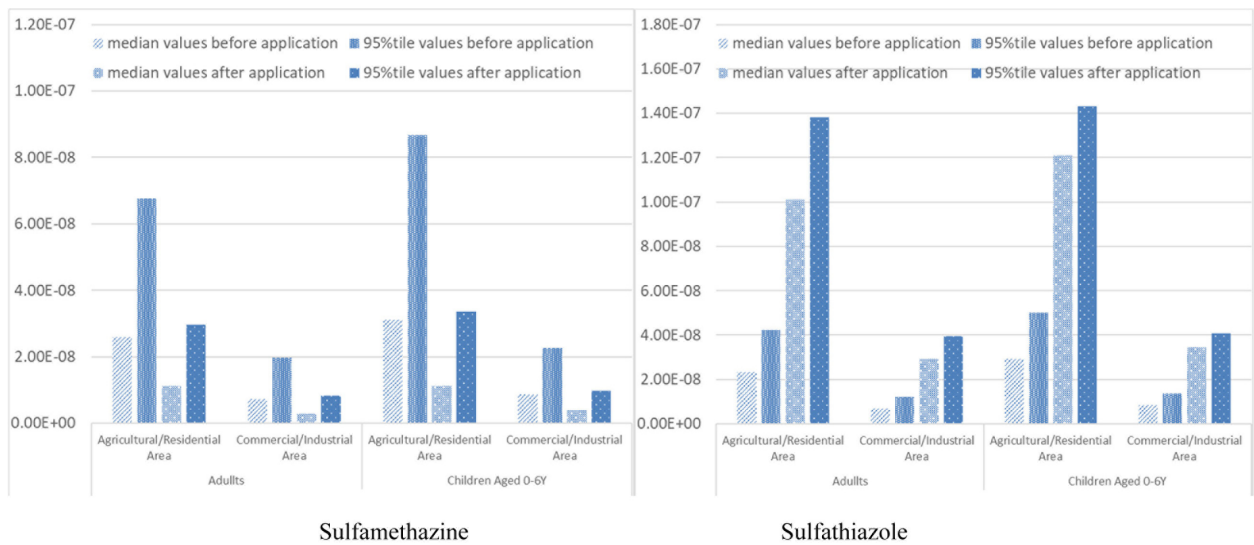 1.20E-07
median values before application 95%tile values before application
median values after application 95%tile values after application
1.00E-07
8.00E-08
6.00E-08
4.00E-08
2.00E-08
0.00E+00
Agricultural/Residential Area
Commercial/Industrial Area
Agricultural/Residential Area
Commercial/Industrial Area
Adullts
Children Aged 0-6Y
Sulfamethazine
1.80E-07
median values before application 95%tile values before application
1.60E-07
median values after application 95%tile values after application
1.40E-07
1.20E-07
1.00E-07
8.00E-08
6.00E-08
4.00E-08
2.00E-08
0.00E+00
Agricultural/Residential Area
Commercial/Industrial Area
Agricultural/Residential Area
Commercial/Industrial Area
Adullts
Children Aged 0-6Y
Sulfathiazole